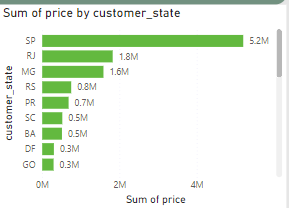 Sum of price by customer_state
customer_state
SP 5.2M
RJ 1.8M
MG 1.6M
RS 0.8M
PR 0.7M
SC 0.5M
BA 0.5M
DF 0.3M
GO 0.3M
0M 2M 4M
Sum of price